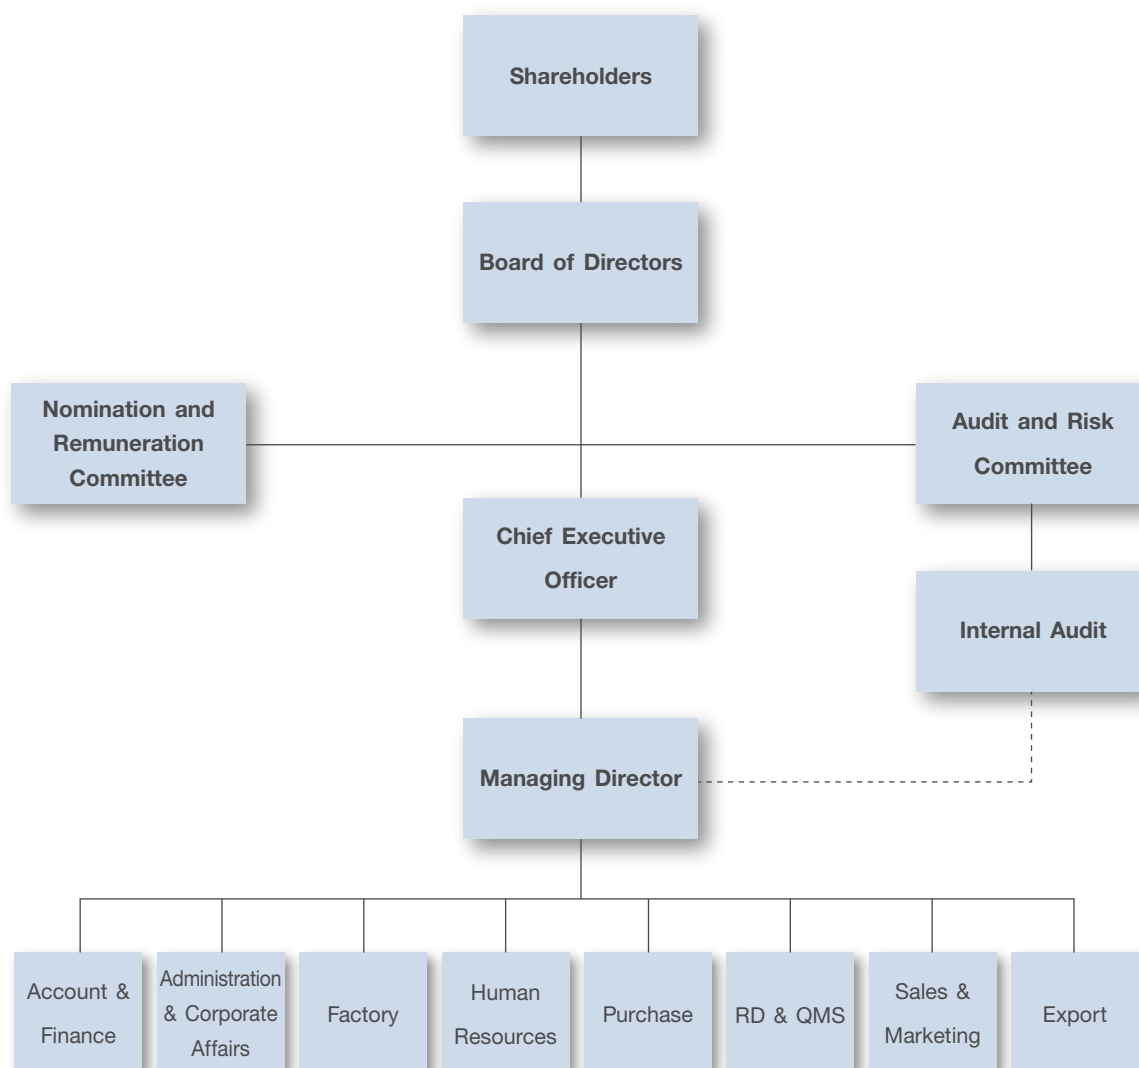 Shareholders
Board of Directors
Nomination and
Remuneration
Committee
Audit and Risk
Committee
Chief Executive
Officer
Internal Audit
Managing Director
Account &
Finance
Administration
& Corporate
Affairs
Factory
Human
Resources
Purchase
RD & QMS
Sales &
Marketing
Export